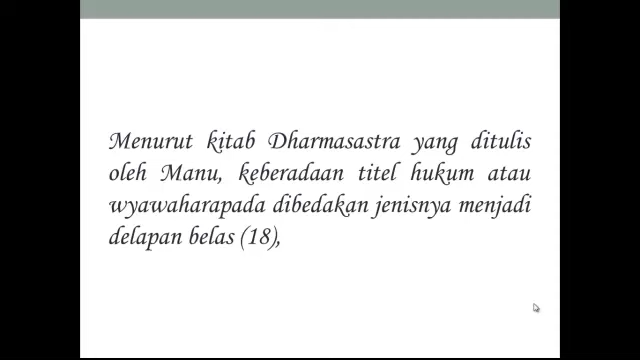 Menurut kitab Dharmasastra yang ditulis
oleh Manu, keberadaan titel hukum atau
wyawaharapada dibedakan jenisnya menjadi
delapan belas (18),